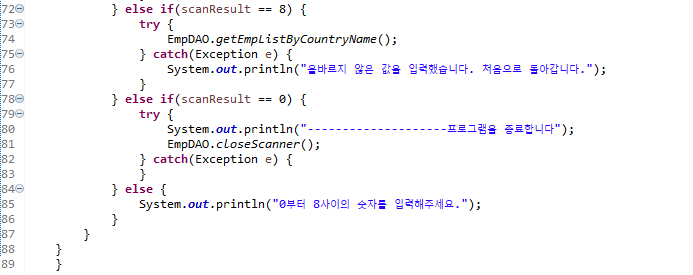 72 } else if(scanResult == 8) {
73 try {
74 EmpDAO.getEmpListByCountryName();
75 } catch(Exception e) {
76 System.out.println("올바르지 않은 값을 입력했습니다. 처음으로 돌아갑니다.");
77 }
78 } else if(scanResult == 0) {
79 try {
80 System.out.println("--------------------프로그램을 종료합니다");
81 EmpDAO.closeScanner();
82 } catch(Exception e) {
83 }
84 } else {
85 System.out.println("0부터 8사이의 숫자를 입력해주세요.");
86 }
87 }
88 }
89 }